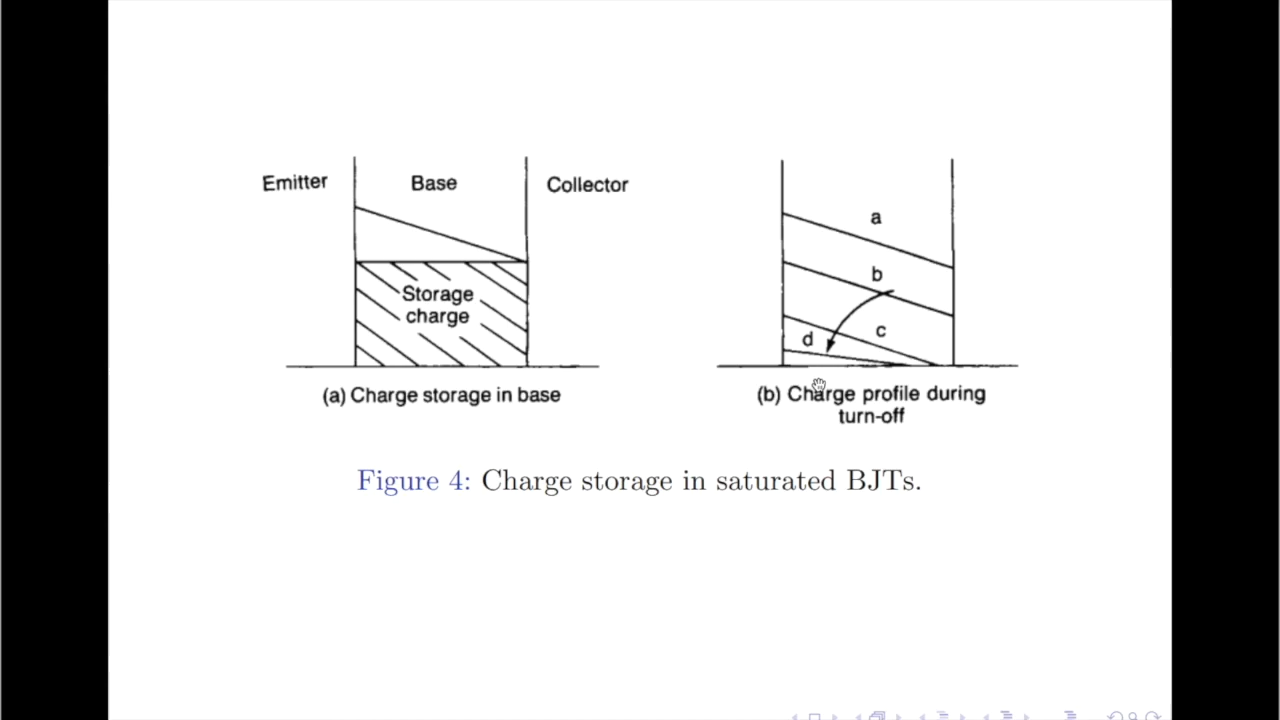 Emitter
Base
Collector
Storage
charge
(a) Charge storage in base
a
b
c
d
(b) Charge profile during
turn-off
Figure 4: Charge storage in saturated BJTs.